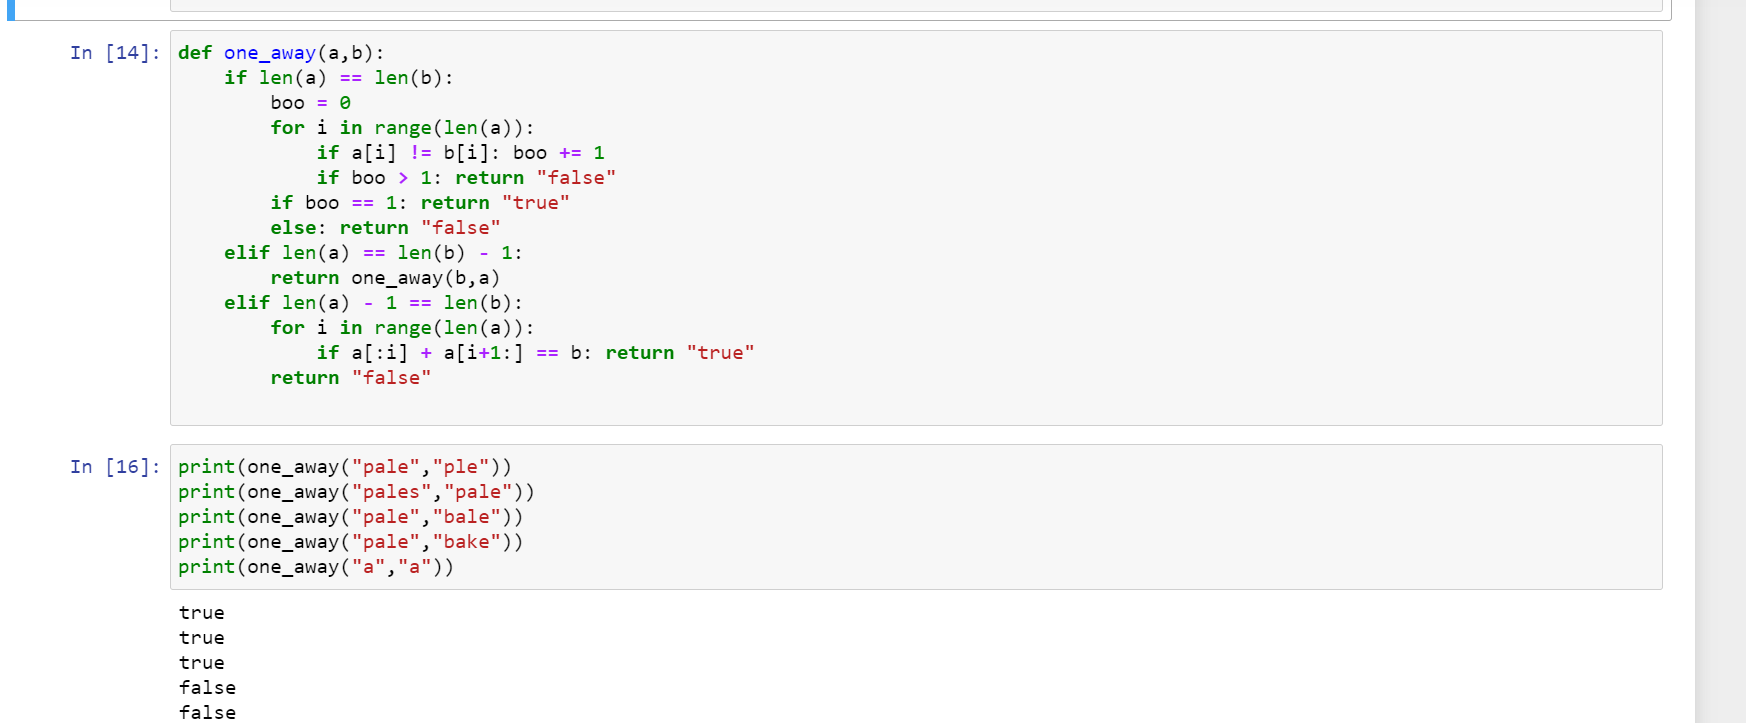 In [14]: def one_away(a,b):
    if len(a) == len(b):
        boo = 0
        for i in range(len(a)):
            if a[i] != b[i]: boo += 1
            if boo > 1: return "false"
        if boo == 1: return "true"
        else: return "false"
    elif len(a) == len(b) - 1:
        return one_away(b,a)
    elif len(a) - 1 == len(b):
        for i in range(len(a)):
            if a[:i] + a[i+1:] == b: return "true"
        return "false"
In [16]: print(one_away("pale","ple"))
print(one_away("pales","pale"))
print(one_away("pale","bale"))
print(one_away("pale","bake"))
print(one_away("a","a"))
true
true
true
false
false